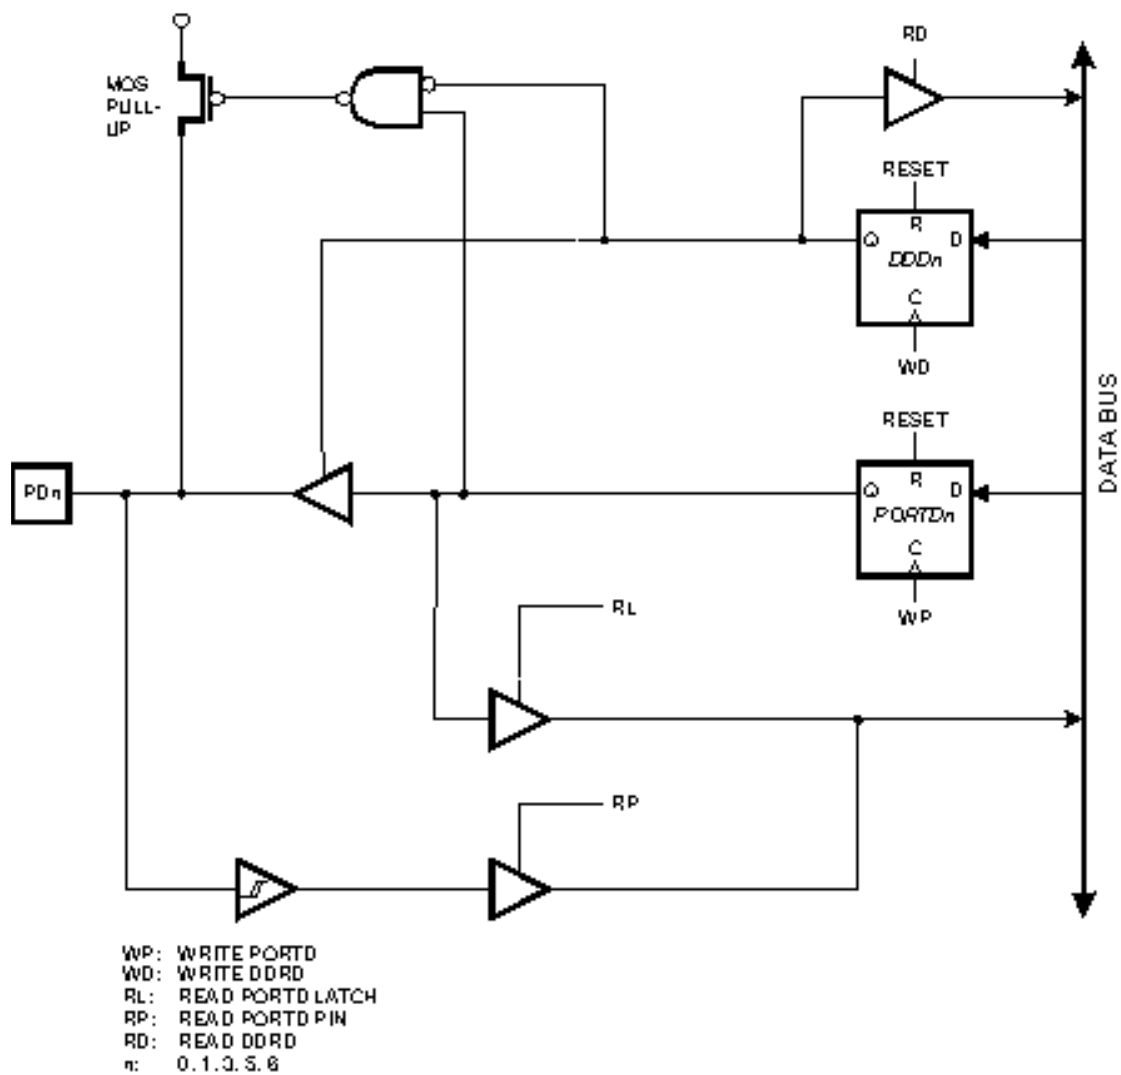 RD
MOS
PULL-
UP
RESET
R
Q D
DDDn
C
WD
RESET
PDn
R
Q D
PORTDn
C
WP
DATA BUS
RL
RP
WP: WRITE PORTD
WD: WRITE DDRD
RL: READ PORTD LATCH
RP: READ PORTD PIN
RD: READ DDRD
n: 0, 1, 3, 5, 6